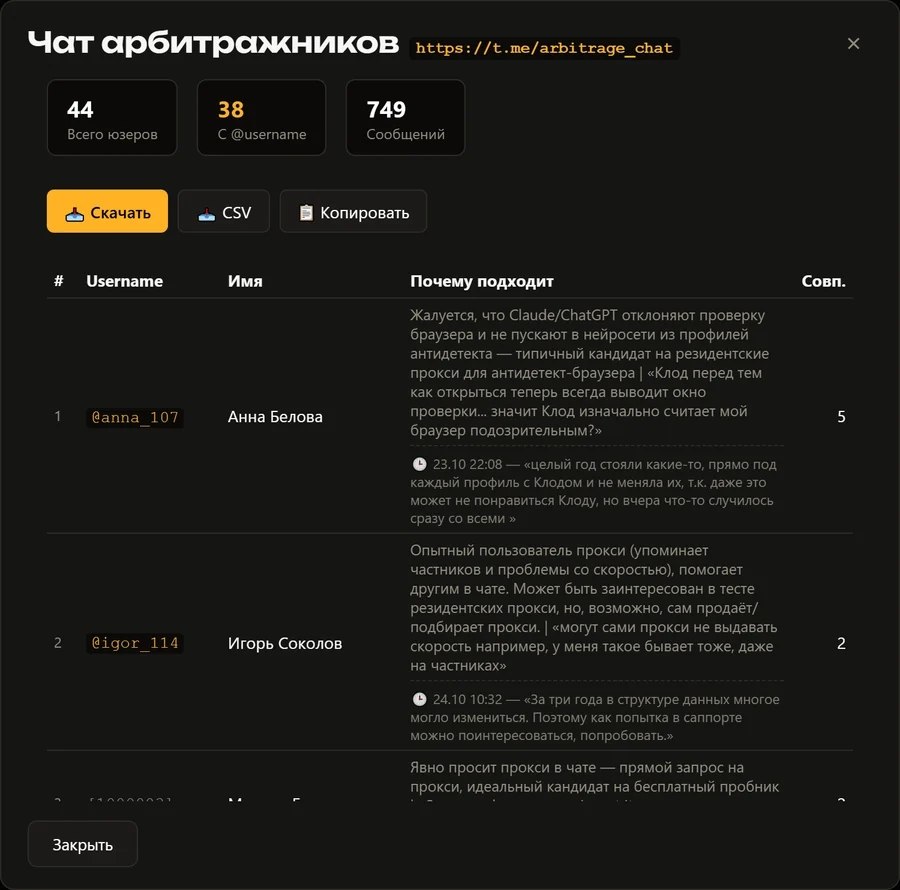 Чат арбитражников https://t.me/arbitrage_chat ×
44 38 749
Всего юзеров С @username Сообщений
Скачать CSV Копировать
# Username Имя Почему подходит Совп.
Жалуется, что Claude/ChatGPT отклоняют проверку
браузера и не пускают в нейросети из профилей
антидетекта — типичный кандидат на резидентские
прокси для антидетект-браузера | «Клод перед тем
как открыться теперь всегда выводит окно
проверки... значит Клод изначально считает мой
браузер подозрительным?»
1 @anna_107 Анна Белова 5
23.10 22:08 — «целый год стояли какие-то, прямо под
каждый профиль с Клодом и не меняла их, т.к. даже это
может не понравиться Клоду, но вчера что-то случилось
сразу со всеми »
Опытный пользователь прокси (упоминает
частников и проблемы со скоростью), помогает
другим в чате. Может быть заинтересован в тесте
резидентских прокси, но, возможно, сам продаёт/
подбирает прокси. | «могут сами прокси не выдавать
скорость например, у меня такое бывает тоже, даже
на частниках»
2 @igor_114 Игорь Соколов 2
24.10 10:32 — «За три года в структуре данных многое
могло измениться. Поэтому как попытка в саппорте
можно поинтересоваться, попробовать.»
Явно просит прокси в чате — прямой запрос на
прокси, идеальный кандидат на бесплатный пробник
Закрыть